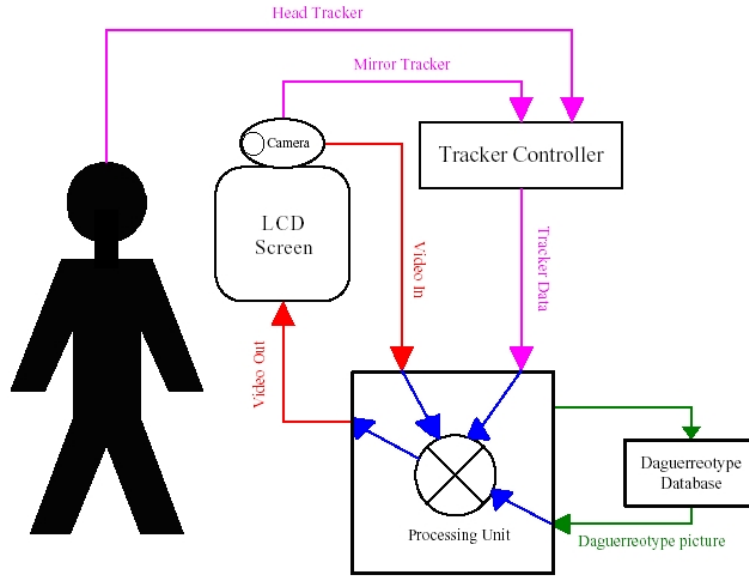 Head Tracker
Mirror Tracker
Camera
Tracker Controller
LCD
Screen
Video In
Tracker Data
Video Out
Daguerreotype
Database
Processing Unit
Daguerreotype picture